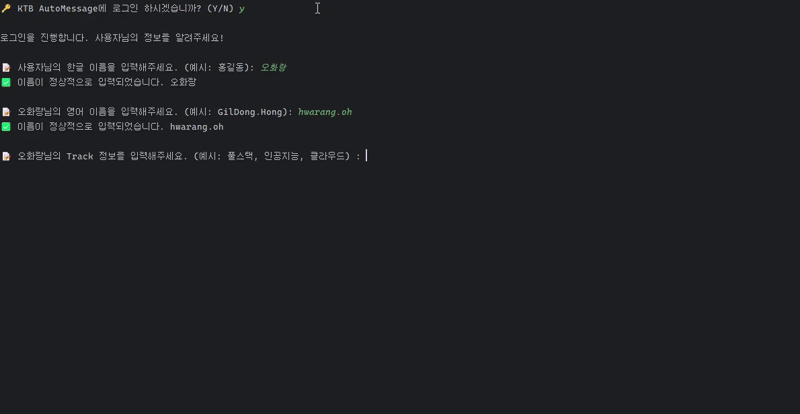 🔑 KTB AutoMessage에 로그인 하시겠습니까? (Y/N) y
로그인을 진행합니다. 사용자님의 정보를 알려주세요!
📝 사용자님의 한글 이름을 입력해주세요. (예시: 홍길동): 오화랑
✅ 이름이 정상적으로 입력되었습니다. 오화랑
📝 오화랑님의 영어 이름을 입력해주세요. (예시: GilDong.Hong): hwarang.oh
✅ 이름이 정상적으로 입력되었습니다. hwarang.oh
📝 오화랑님의 Track 정보를 입력해주세요. (예시: 풀스택, 인공지능, 클라우드) :